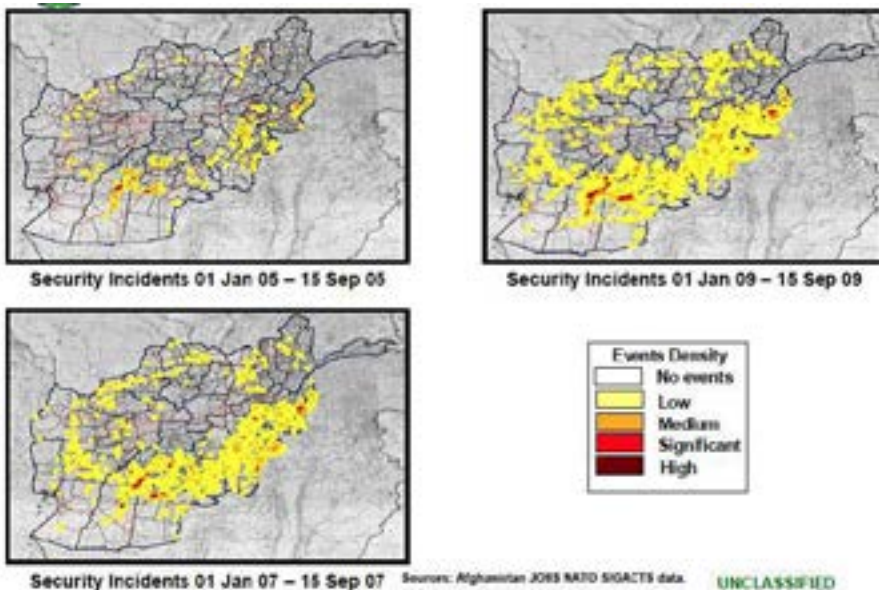 Security Incidents 01 Jan 05 – 15 Sep 05
Security Incidents 01 Jan 09 – 15 Sep 09
Events Density
No events
Low
Medium
Significant
High
Security Incidents 01 Jan 07 – 15 Sep 07
Sources: Afghanistan JOIIS NATO SIGACTS data.
UNCLASSIFIED